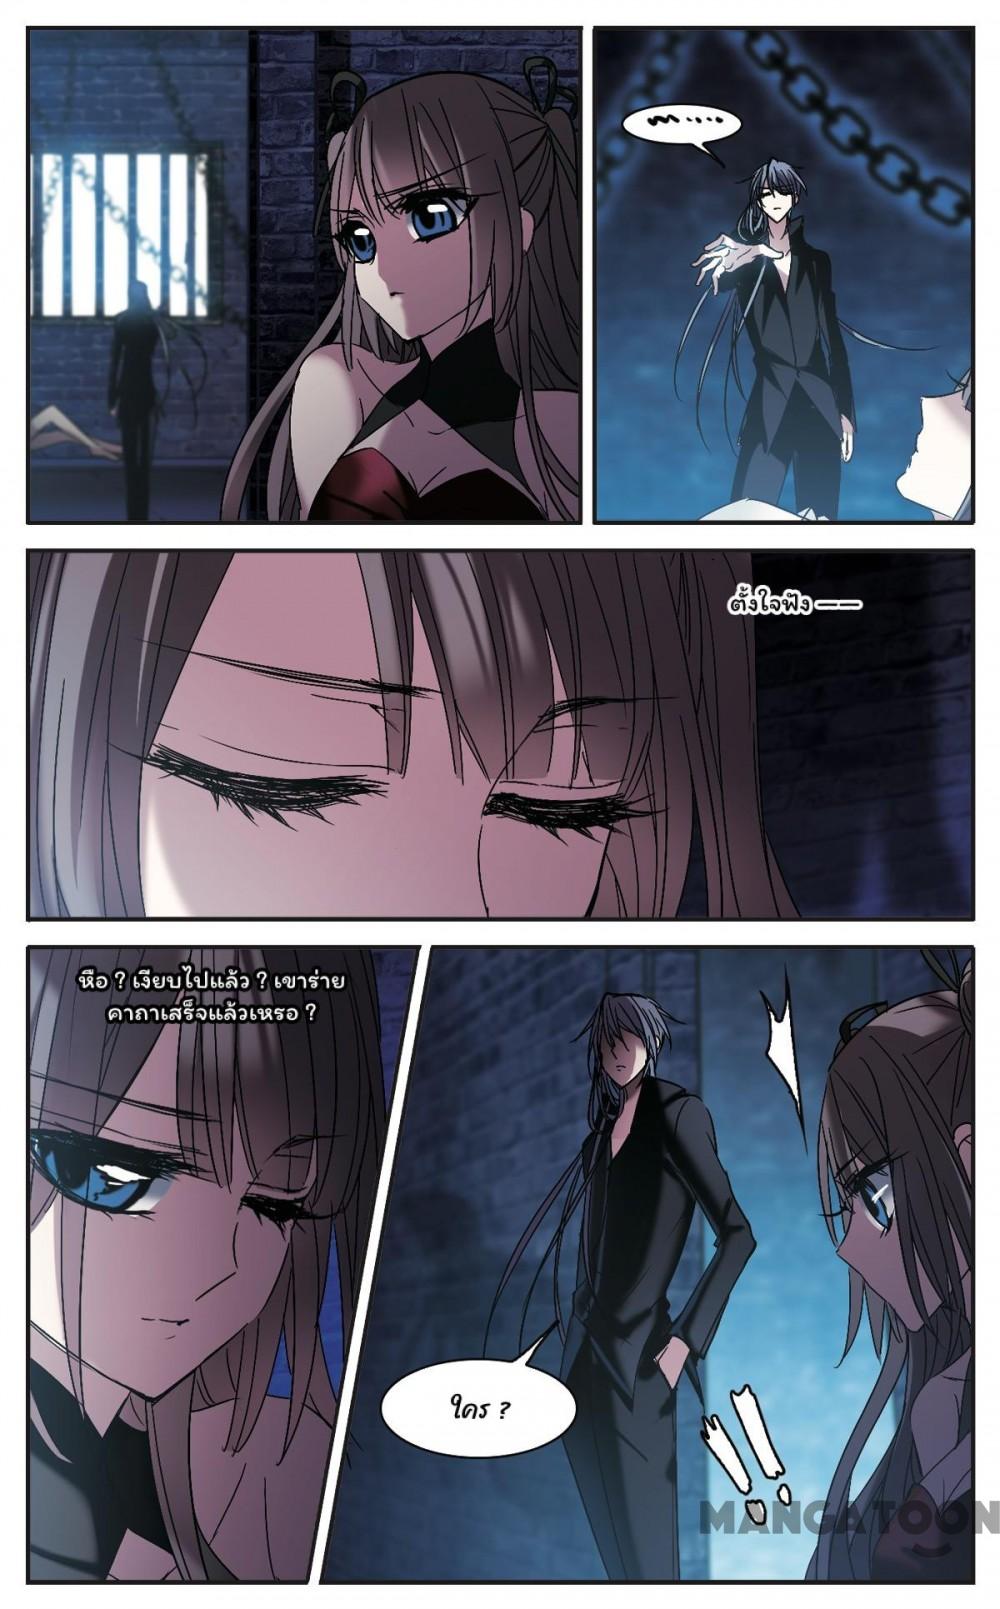 ตั้งใจฟัง ——
หือ ? เงียบไปแล้ว ? เขาร่าย
คาถาเสร็จแล้วเหรอ ?
ใคร ?
!!
MANGATOON